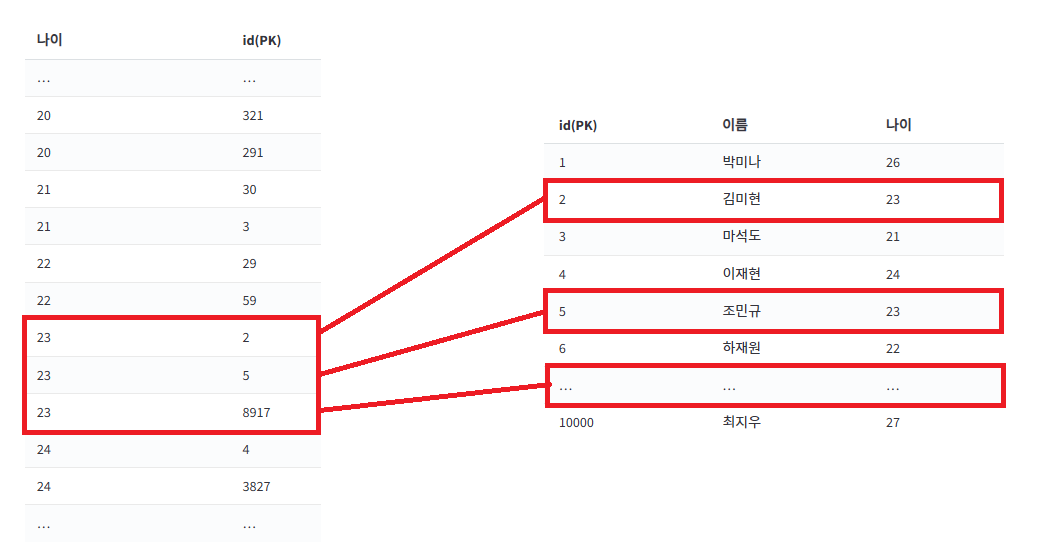 나이 id(PK)
... ...
20 321
20 291
21 30
21 3
22 29
22 59
23 2
23 5
23 8917
24 4
24 3827
... ...
id(PK) 이름 나이
1 박미나 26
2 김미현 23
3 마석도 21
4 이재현 24
5 조민규 23
6 하재원 22
... ... ...
10000 최지우 27